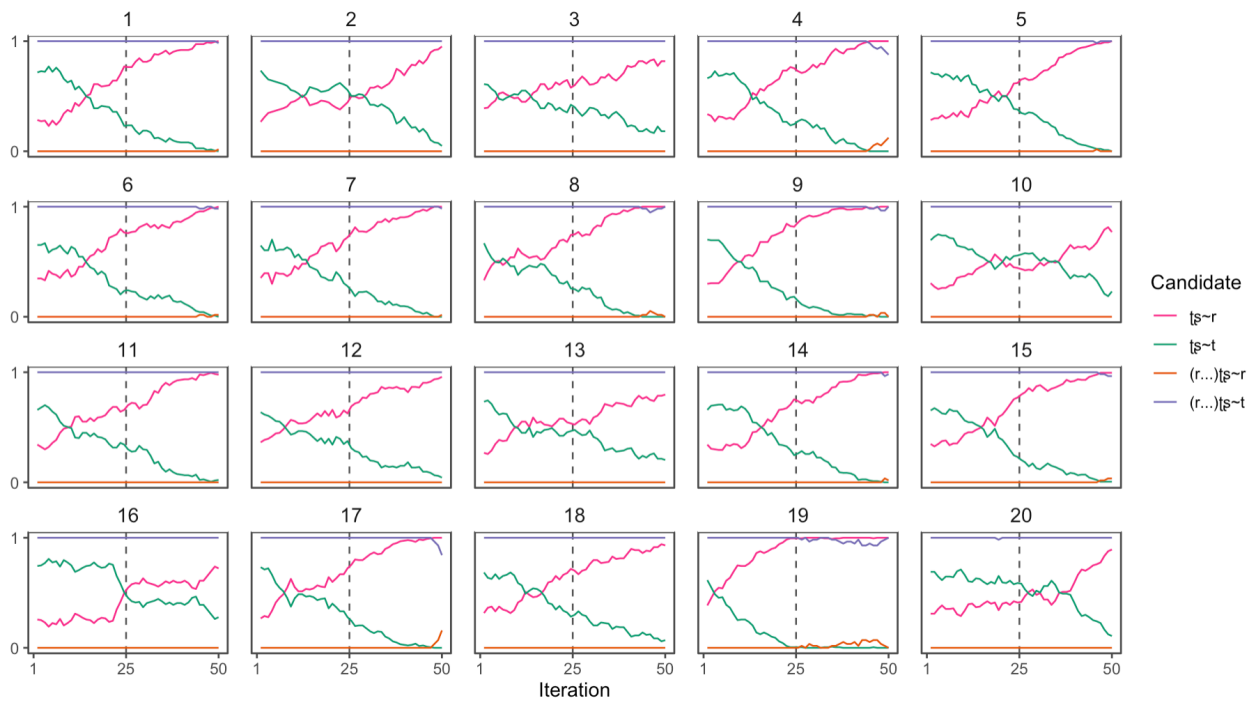 1 2 3 4 5
1
0
6 7 8 9 10
1
0
11 12 13 14 15
1
0
16 17 18 19 20
1
0
1 25 50 1 25 50 1 25 50 1 25 50 1 25 50
Iteration
Candidate
ʈʂ~r
ʈʂ~t
(r...)ʈʂ~r
(r...)ʈʂ~t